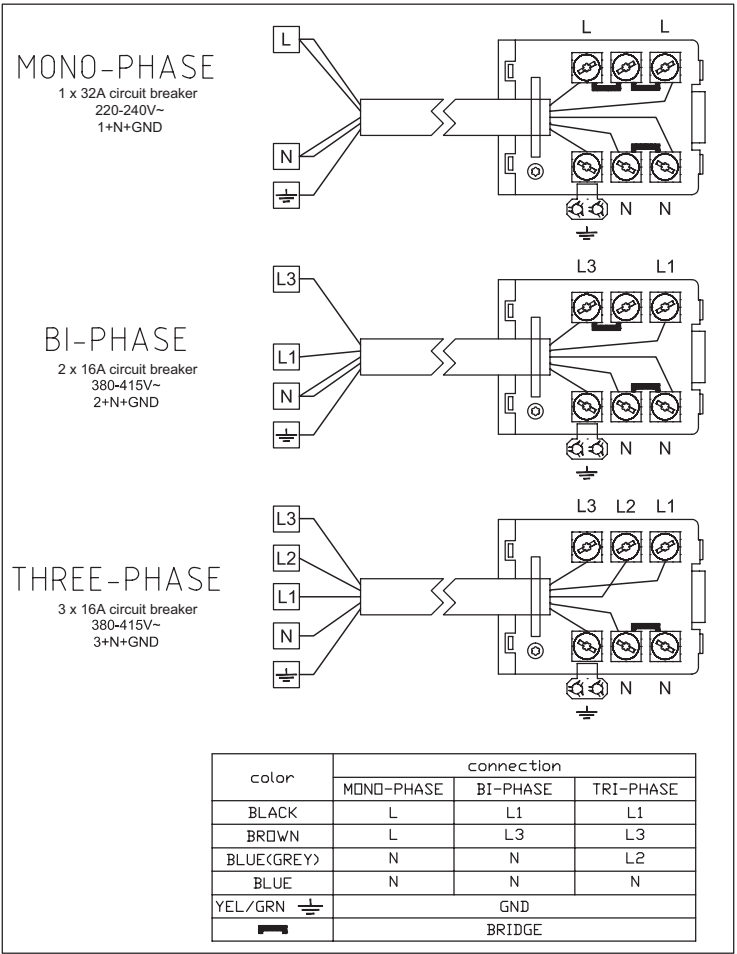 MONO-PHASE
1 x 32A circuit breaker
220-240V~
1+N+GND
L
N
L L
N N
BI-PHASE
2 x 16A circuit breaker
380-415V~
2+N+GND
L3
L1
N
L3 L1
N N
THREE-PHASE
3 x 16A circuit breaker
380-415V~
3+N+GND
L3
L2
L1
N
L3 L2 L1
N N
color connection
MONO-PHASE BI-PHASE TRI-PHASE
BLACK L L1 L1
BROWN L L3 L3
BLUE(GREY) N N L2
BLUE N N N
YEL/GRN GND
BRIDGE